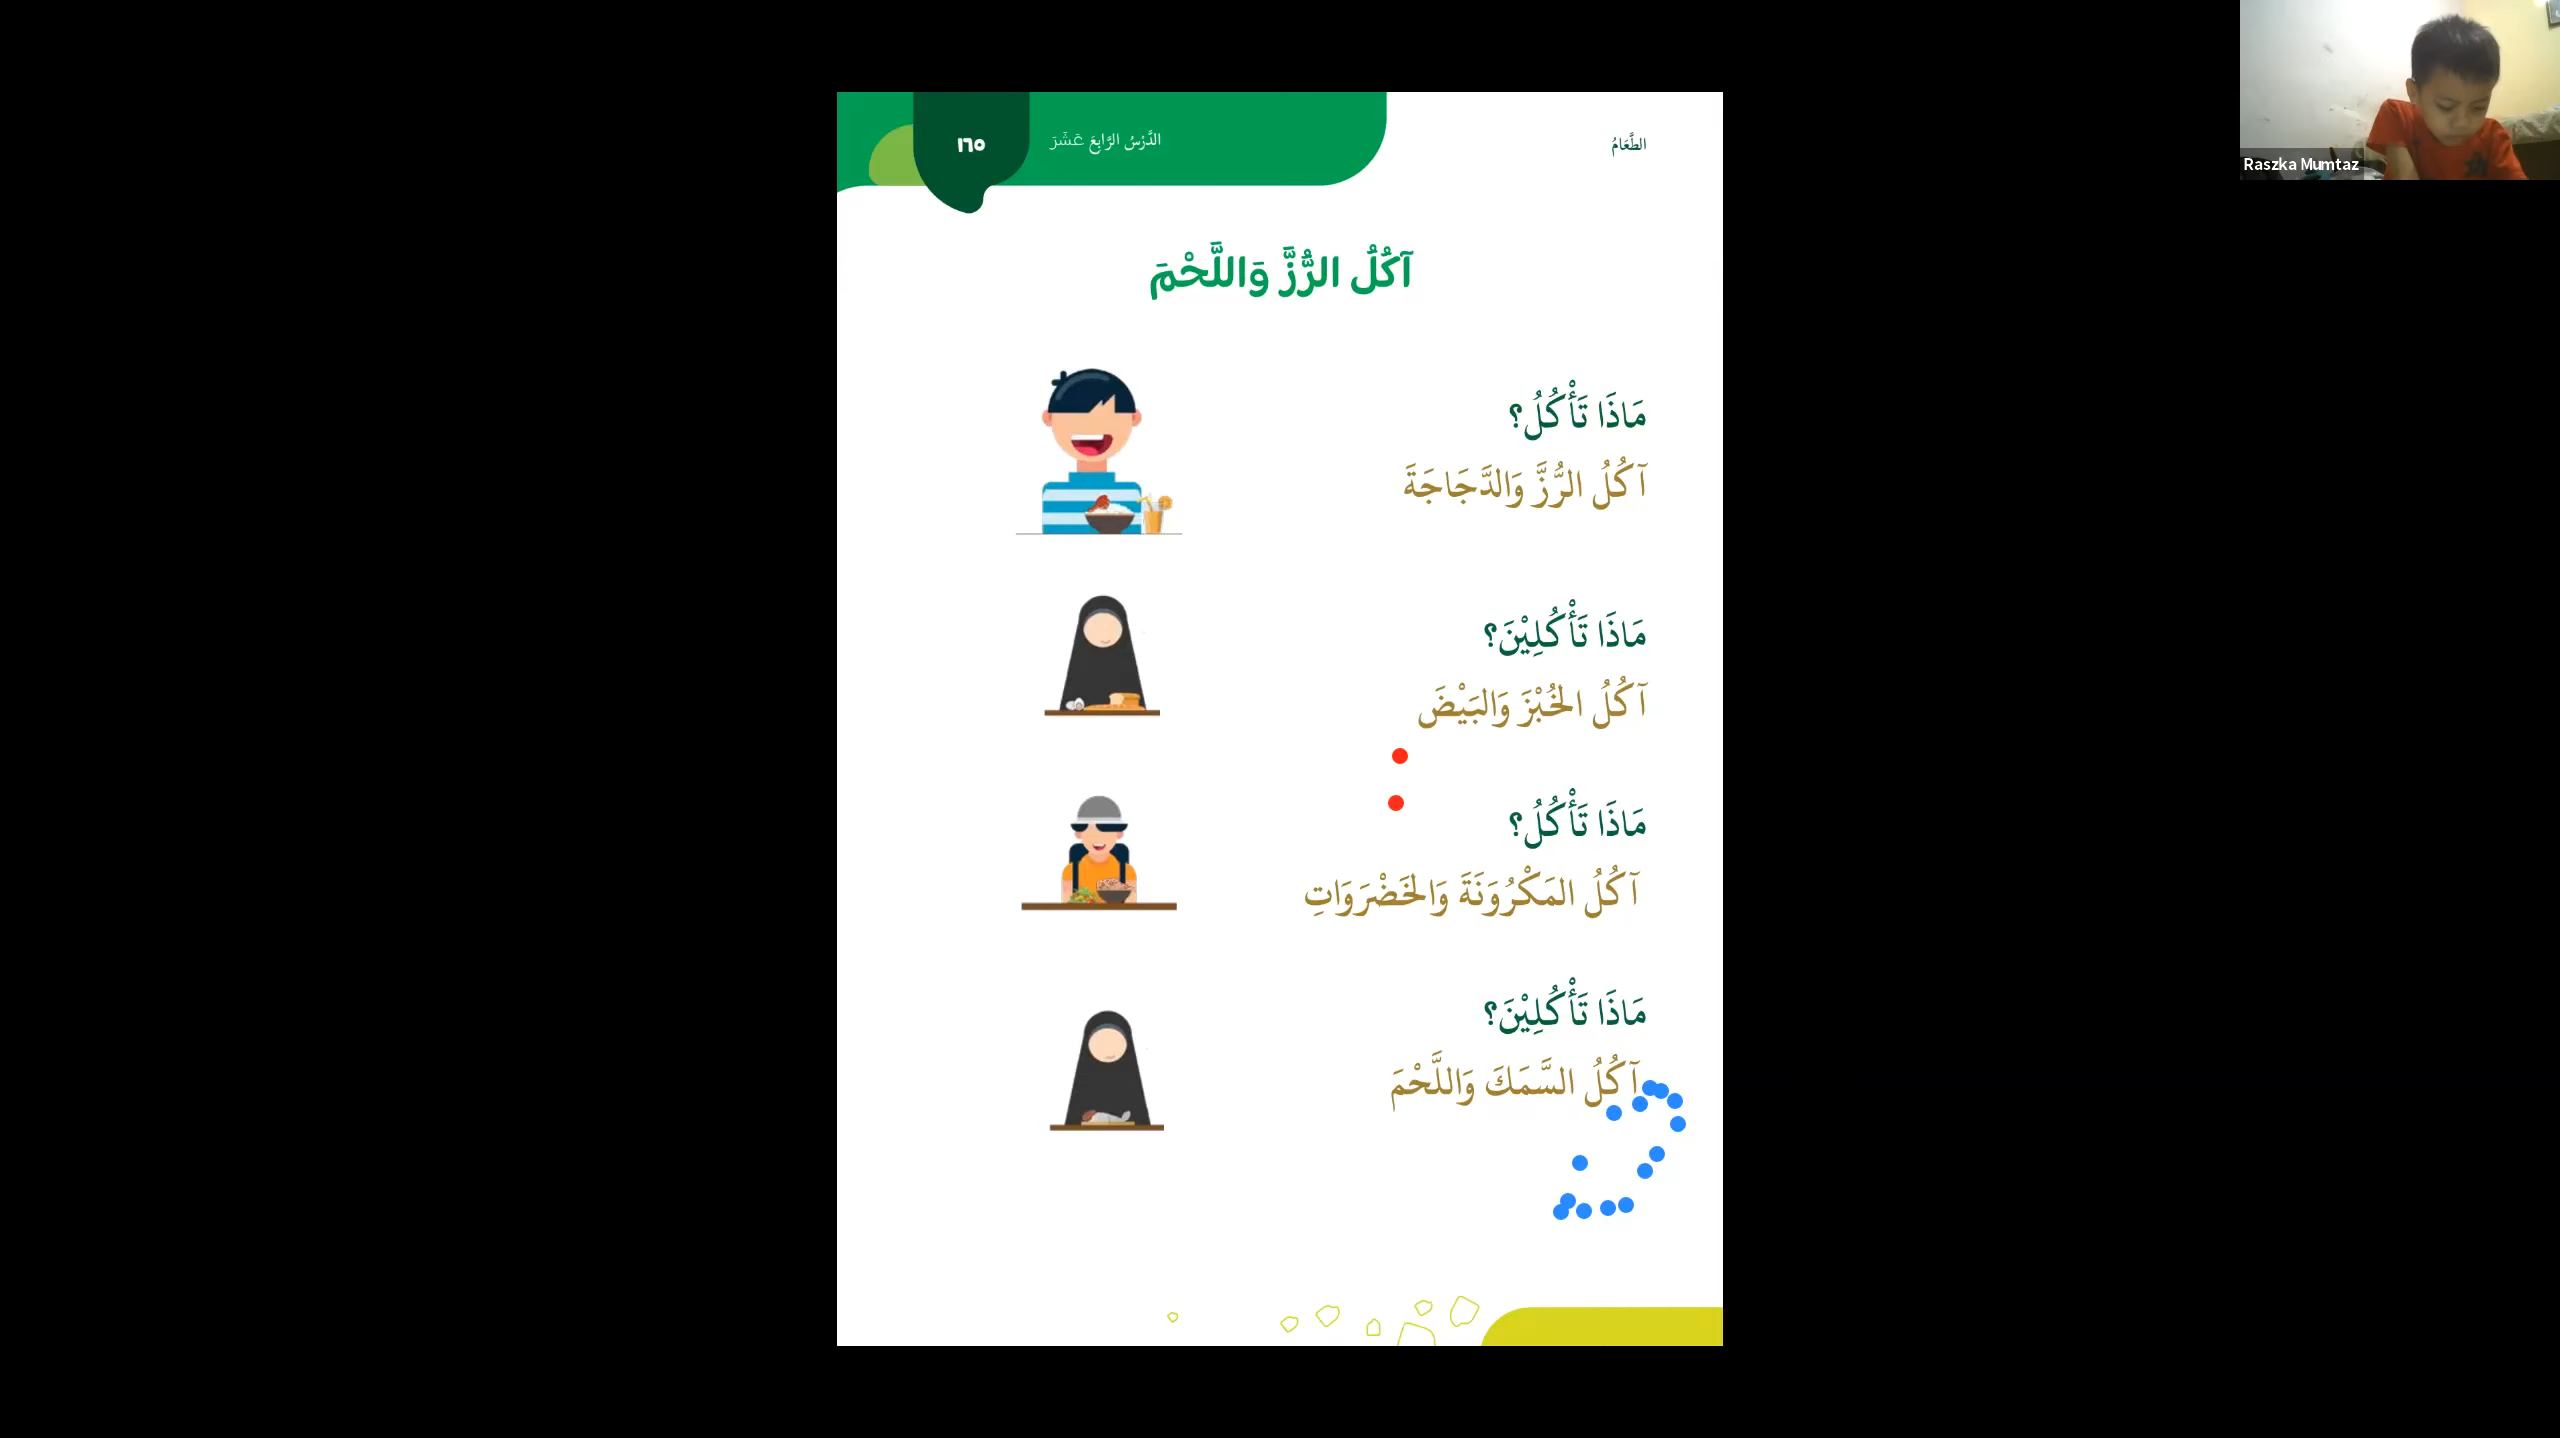 الطَّعَامُ
الدَّرْسُ الرَّابِعَ عَشَرَ
١٦٥
آكُلُ الرُّزَّ وَاللَّحْمَ
مَاذَا تَأْكُلُ؟
آكُلُ الرُّزَّ وَالدَّجَاجَةَ
مَاذَا تَأْكُلِيْنَ؟
آكُلُ الخُبْزَ وَالبَيْضَ
مَاذَا تَأْكُلُ؟
آكُلُ المَكْرُوَنَةَ وَالخَضْرَوَاتِ
مَاذَا تَأْكُلِيْنَ؟
آكُلُ السَّمَكَ وَاللَّحْمَ
Raszka Mumtaz